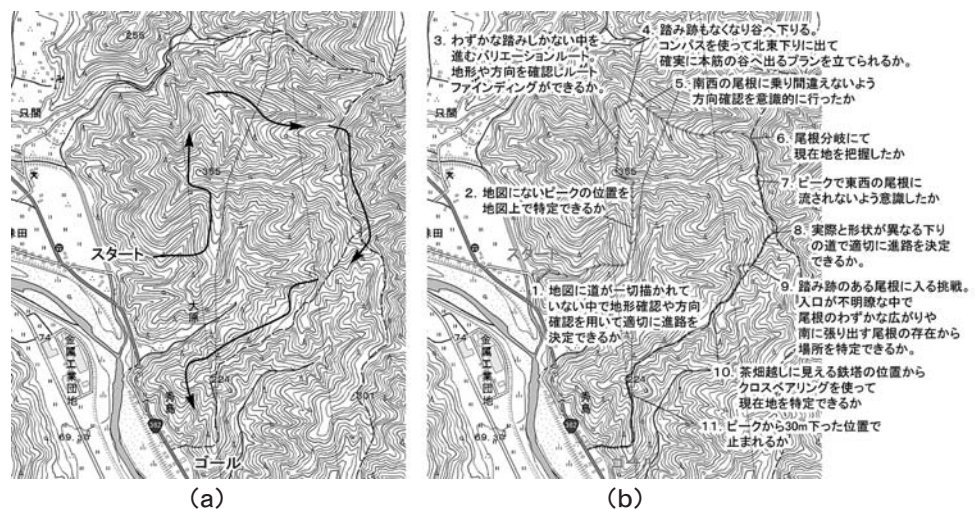 255
只間
355
スタート
大瀬
金属工業団地
74
69.
秀島
362
224
301
ゴール
(a)
3. わずかな踏みしかない中を
進むバリエーションルート。
地形や方向を確認しルート
ファインディングができるか。
4. 踏み跡もなくなり谷へ下りる。
コンパスを使って北東下りに出て
確実に本筋の谷へ出るプランを立てられるか。
5. 南西の尾根に乗り間違えないよう
方向確認を意識的に行ったか
6. 尾根分岐にて
現在地を把握したか
只間
355
7. ピークで東西の尾根に
流されないよう意識したか
2. 地図にないピークの位置を
地図上で特定できるか
8. 実際と形状が異なる下り
の道で適切に進路を決定
できるか。
スタート
1. 地図に道が一切描かれて
いない中で地形確認や方向
確認を用いて適切に進路を
決定できるか
9. 踏み跡のある尾根に入る挑戦。
入口が不明瞭な中で
尾根のわずかな広がりや
南に張り出す尾根の存在から
場所を特定できるか。
74
金属工業団地
10. 茶畑越しに見える鉄塔の位置から
クロスベアリングを使って
現在地を特定できるか
秀島
362
69.
11. ピークから30m下った位置で
止まれるか
ゴール
(b)